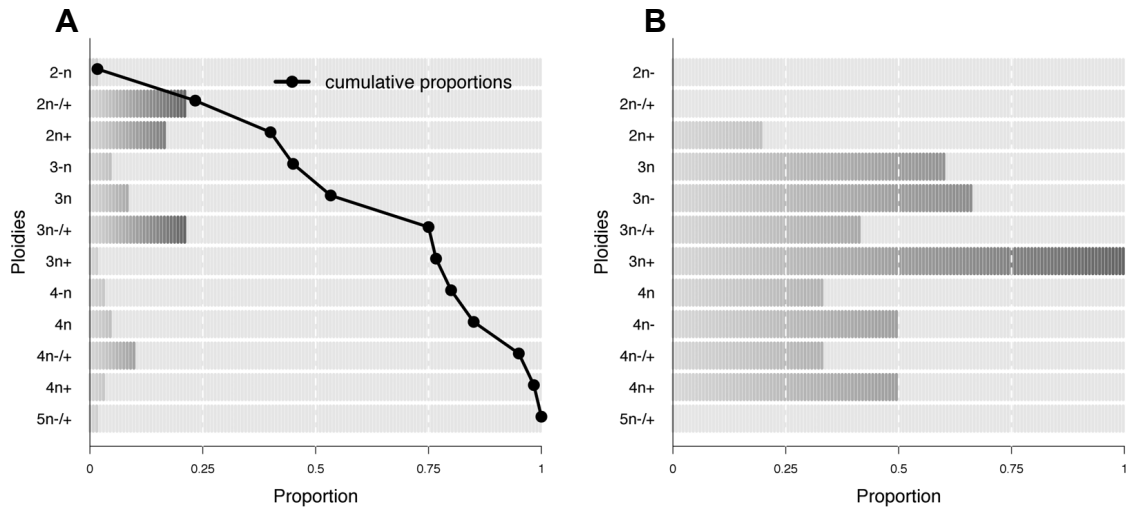 A
Ploidies
2-n
2n-/+
2n+
3-n
3n
3n-/+
3n+
4-n
4n
4n-/+
4n+
5n-/+
cumulative proportions
0 0.25 0.5 0.75 1
Proportion
B
Ploidies
2n-
2n-/+
2n+
3n
3n-
3n-/+
3n+
4n
4n-
4n-/+
4n+
5n-/+
0 0.25 0.5 0.75 1
Proportion